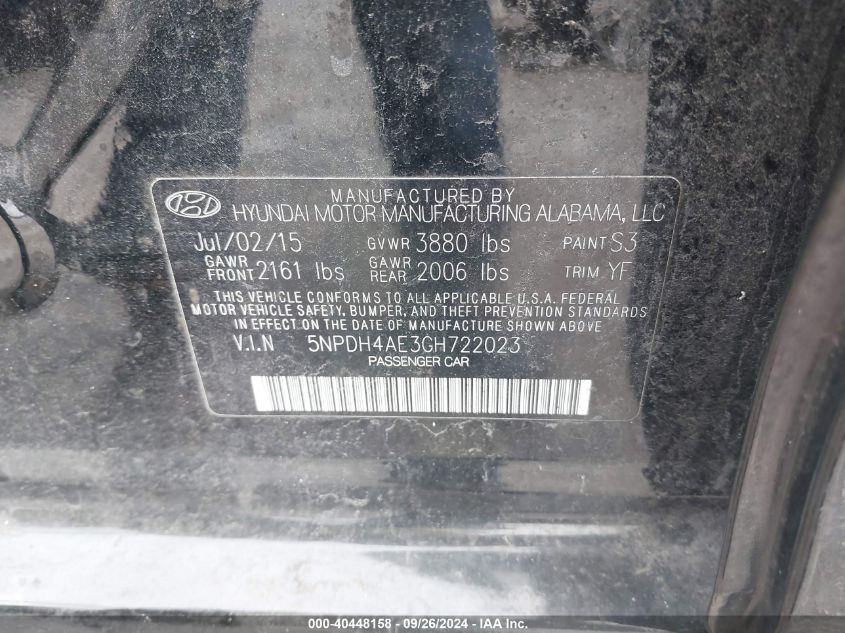 MANUFACTURED BY
HYUNDAI MOTOR MANUFACTURING ALABAMA, LLC
Jul/02/15 GVWR 3880 lbs PAINT S3
GAWR FRONT 2161 lbs GAWR REAR 2006 lbs TRIM YF
THIS VEHICLE CONFORMS TO ALL APPLICABLE U.S.A. FEDERAL
MOTOR VEHICLE SAFETY, BUMPER, AND THEFT PREVENTION STANDARDS
IN EFFECT ON THE DATE OF MANUFACTURE SHOWN ABOVE.
V.I.N 5NPDH4AE3GH722023
PASSENGER CAR
000-40448158 - 09/26/2024 - IAA Inc.